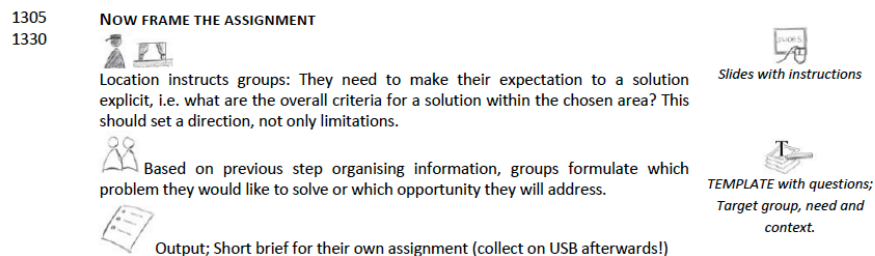 1305
1330
NOW FRAME THE ASSIGNMENT
Location instructs groups: They need to make their expectation to a solution
explicit, i.e. what are the overall criteria for a solution within the chosen area? This
should set a direction, not only limitations.
Slides with instructions
Based on previous step organising information, groups formulate which
problem they would like to solve or which opportunity they will address.
T
TEMPLATE with questions;
Target group, need and
context.
Output; Short brief for their own assignment (collect on USB afterwards!)